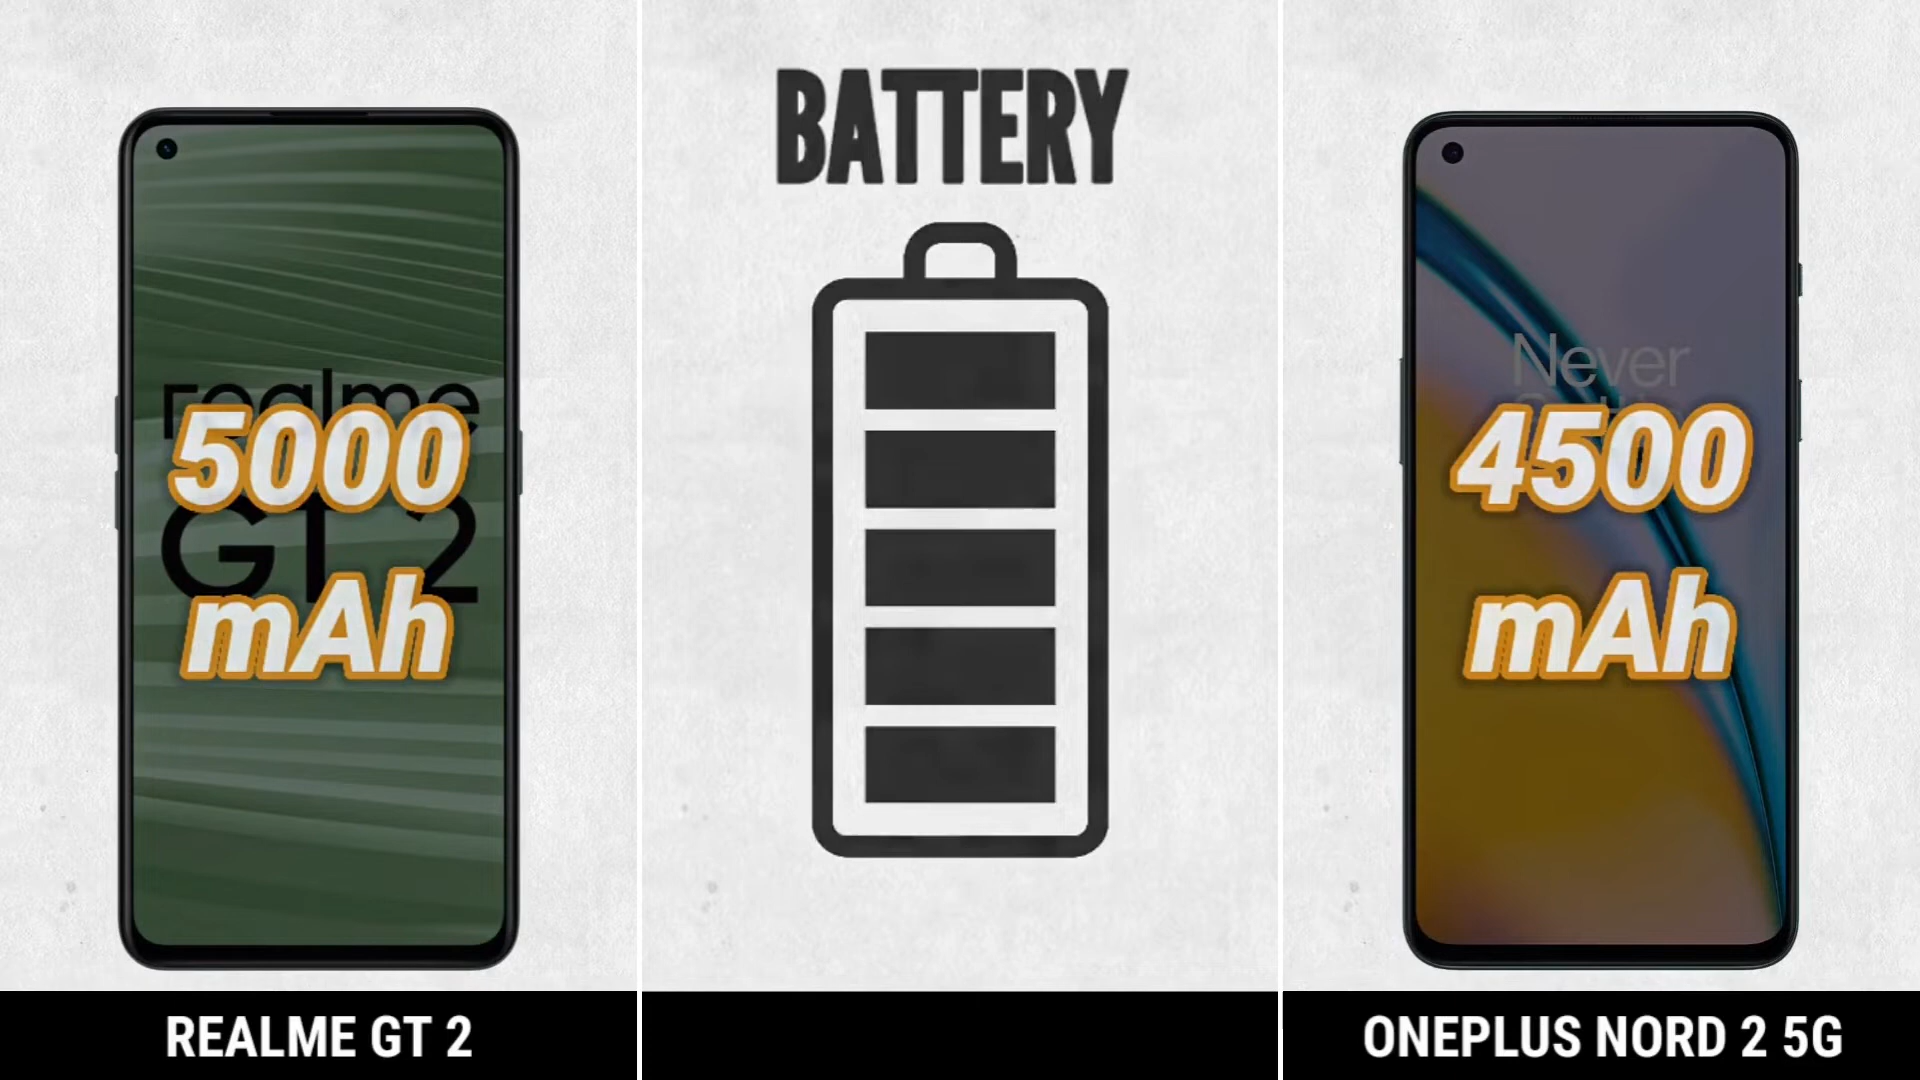 BATTERY
realme
GT 2
5000
mAh
Never
4500
mAh
REALME GT 2
ONEPLUS NORD 2 5G